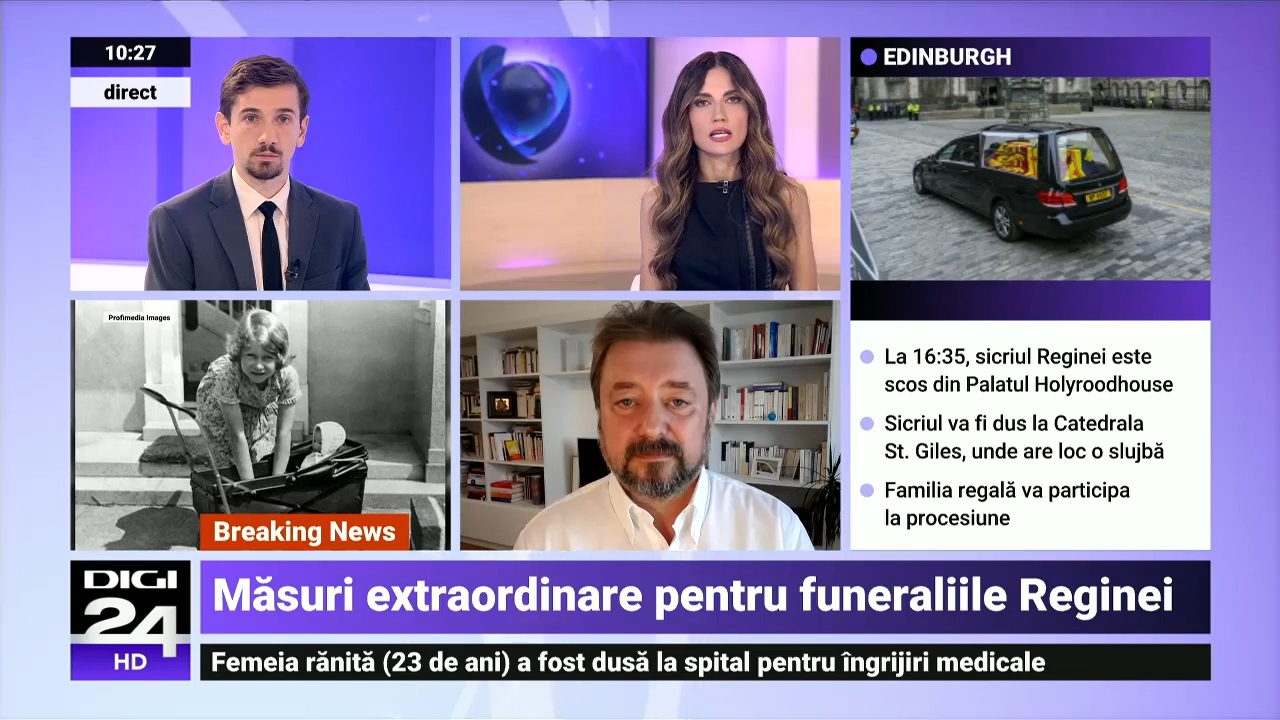 10:27
direct
EDINBURGH
Profimedia Images
La 16:35, sicriul Reginei este
scos din Palatul Holyroodhouse
Sicriul va fi dus la Catedrala
St. Giles, unde are loc o slujbă
Familia regală va participa
la procesiune
Breaking News
DIGI
24
HD
Măsuri extraordinare pentru funeraliile Reginei
Femeia rănită (23 de ani) a fost dusă la spital pentru îngrijiri medicale